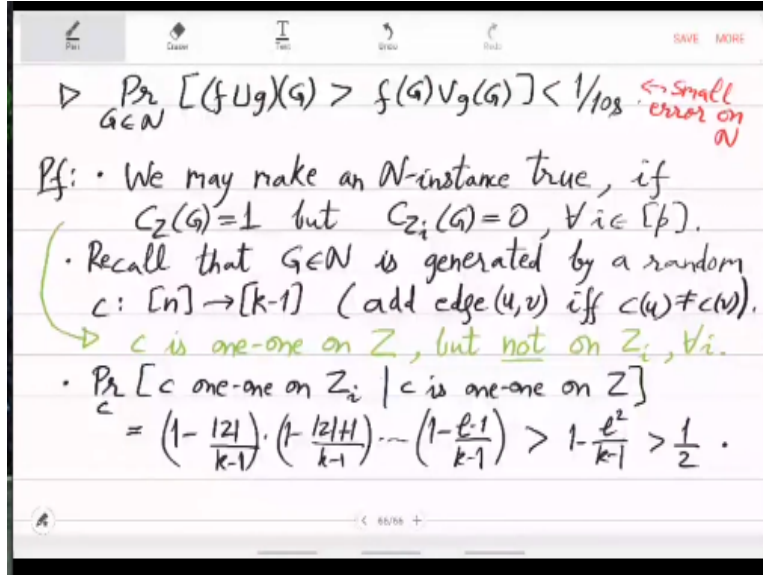 Pen Eraser Text Undo Redo SAVE MORE
▷ Pr_{G∈N} [(f⊔g)(G) > f(G)∨g(G)] < 1/10s. ↔ small error on N
Pf: · We may make an N-instance true, if
C_Z(G)=1 but C_{Z_i}(G)=0, ∀i∈[p].
· Recall that G∈N is generated by a random
c: [n]→[k-1] (add edge (u,v) iff c(u)≠c(v)).
▷ c is one-one on Z, but not on Z_i, ∀i.
· Pr_c [c one-one on Z_i | c is one-one on Z]
= (1-|Z|/(k-1))·(1-(|Z|+1)/(k-1))···(1-(ℓ-1)/(k-1)) > 1-ℓ²/(k-1) > 1/2 .
< 66/66 +